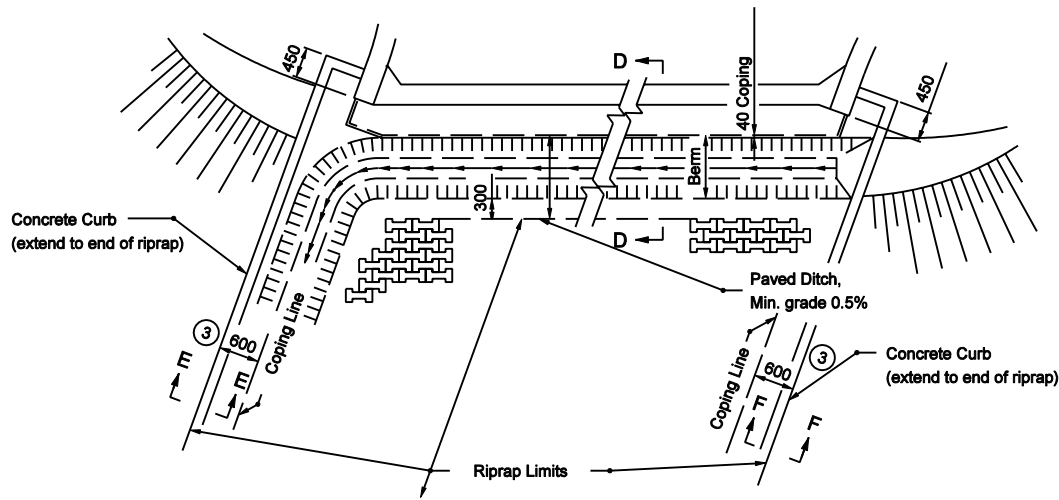 450
D
40 Coping
450
Berm
300
Concrete Curb
(extend to end of riprap)
D
Paved Ditch,
Min. grade 0.5%
3
600
Coping Line
E
E
Coping Line
600
3
Concrete Curb
(extend to end of riprap)
F
F
Riprap Limits